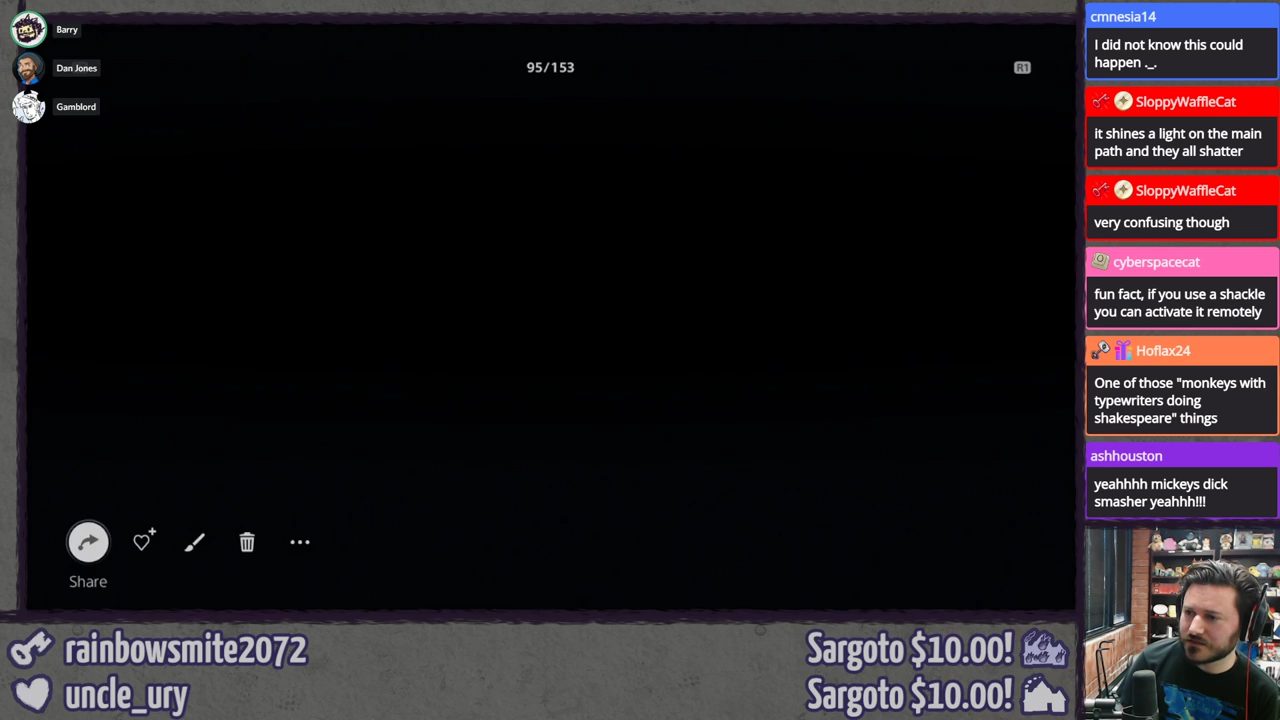 Barry
Dan Jones
Gamblord
95/153
R1
Share
cmnesia14
I did not know this could
happen ._.
SloppyWaffleCat
it shines a light on the main
path and they all shatter
SloppyWaffleCat
very confusing though
cyberspacecat
fun fact, if you use a shackle
you can activate it remotely
Hoflax24
One of those "monkeys with
typewriters doing
shakespeare" things
ashhouston
yeahhhh mickeys dick
smasher yeahhh!!!
rainbowsmite2072
uncle_ury
Sargoto $10.00!
Sargoto $10.00!